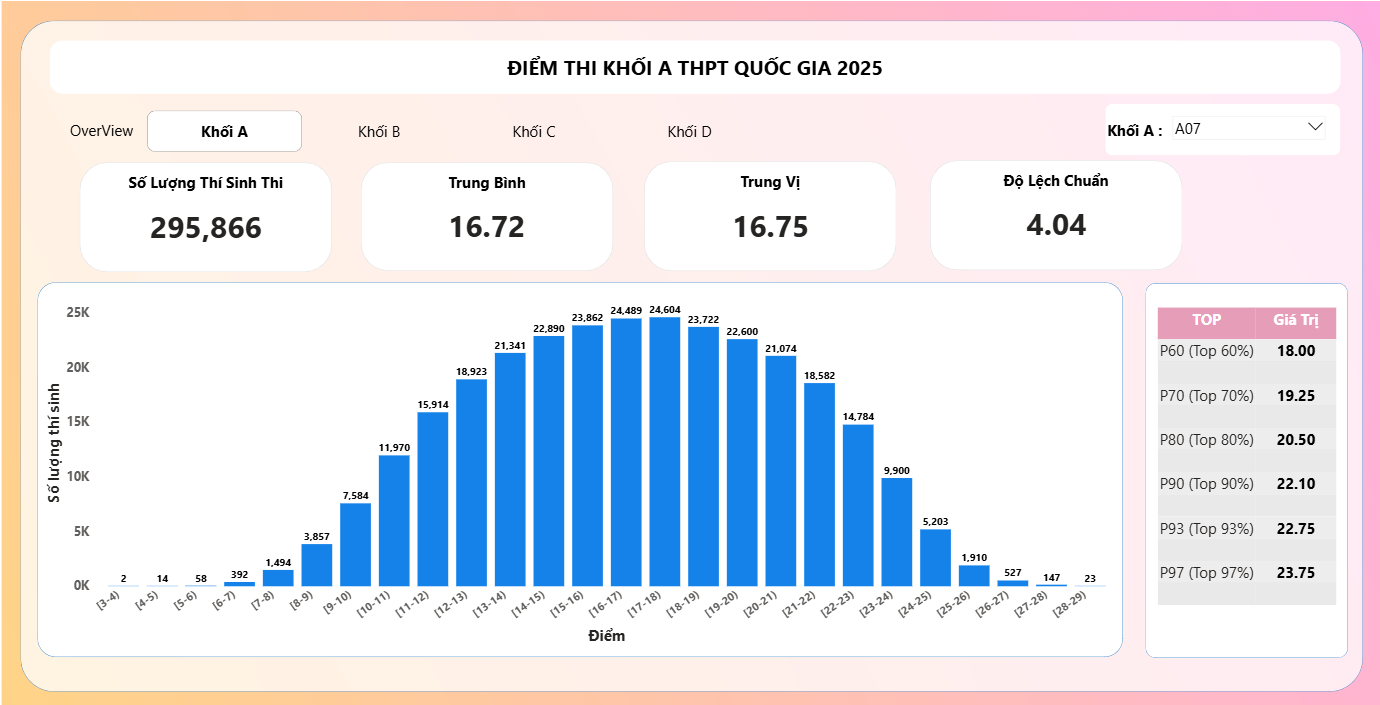 ĐIỂM THI KHỐI A THPT QUỐC GIA 2025
OverView
Khối A
Khối B
Khối C
Khối D
Khối A :
A07
Số Lượng Thí Sinh Thi
295,866
Trung Bình
16.72
Trung Vị
16.75
Độ Lệch Chuẩn
4.04
Số lượng thí sinh
25K
20K
15K
10K
5K
0K
2
14
58
392
1,494
3,857
7,584
11,970
15,914
18,923
21,341
22,890
23,862
24,489
24,604
23,722
22,600
21,074
18,582
14,784
9,900
5,203
1,910
527
147
23
[3-4)
[4-5)
[5-6)
[6-7)
[7-8)
[8-9)
[9-10)
[10-11)
[11-12)
[12-13)
[13-14)
[14-15)
[15-16)
[16-17)
[17-18)
[18-19)
[19-20)
[20-21)
[21-22)
[22-23)
[23-24)
[24-25)
[25-26)
[26-27)
[27-28)
[28-29)
Điểm
TOP Giá Trị
P60 (Top 60%) 18.00
P70 (Top 70%) 19.25
P80 (Top 80%) 20.50
P90 (Top 90%) 22.10
P93 (Top 93%) 22.75
P97 (Top 97%) 23.75